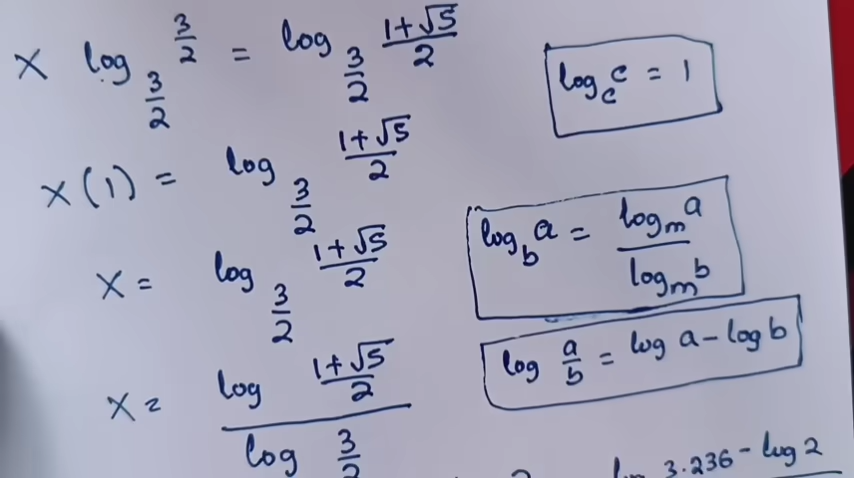 x log_{3/2} 3/2 = log_{3/2} (1+√5)/2
log_c c = 1
x(1) = log_{3/2} (1+√5)/2
log_b a = log_m a / log_m b
x = log_{3/2} (1+√5)/2
log a/b = log a - log b
x = log (1+√5)/2 / log 3/2
3.236 - log 2